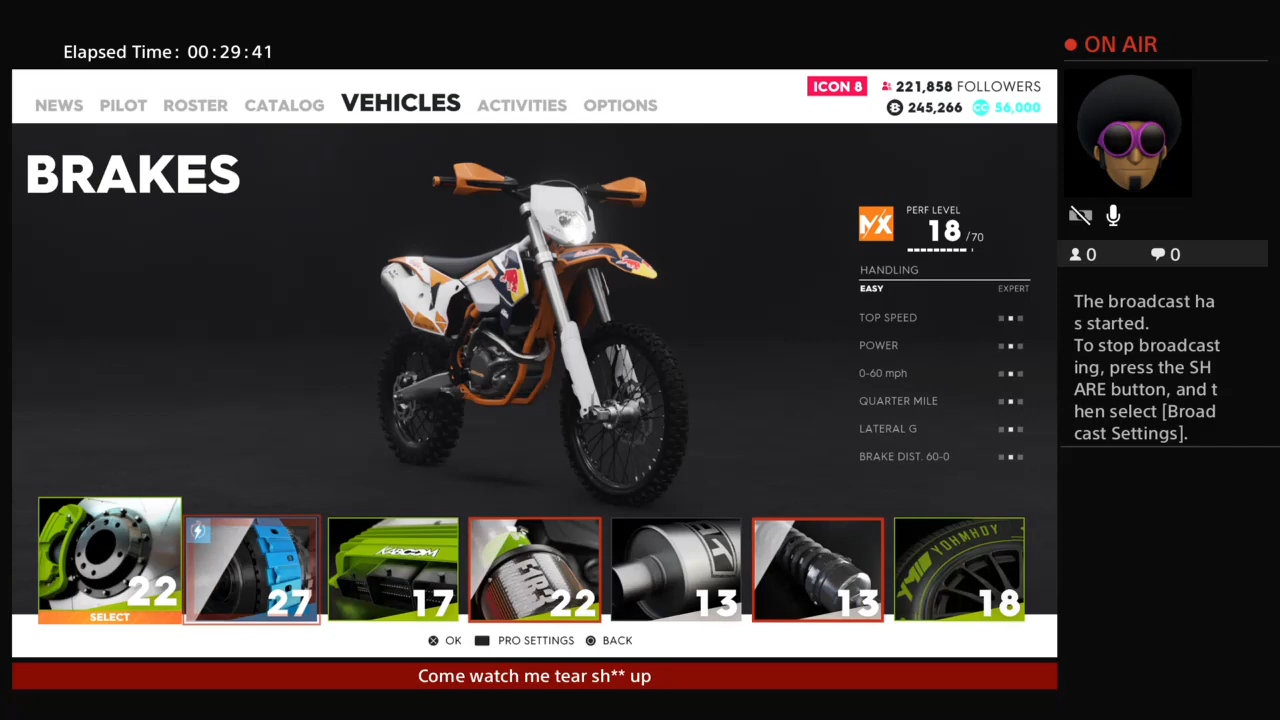 Elapsed Time: 00:29:41
ON AIR
ICON 8 221,858 FOLLOWERS
NEWS PILOT ROSTER CATALOG VEHICLES ACTIVITIES OPTIONS
245,266 CC 56,000
BRAKES
MX
PERF LEVEL
18 /70
0 0
HANDLING
EASY EXPERT
TOP SPEED
POWER
0-60 mph
QUARTER MILE
LATERAL G
BRAKE DIST. 60-0
The broadcast ha
s started.
To stop broadcast
ing, press the SH
ARE button, and t
hen select [Broad
cast Settings].
KABOOM
YOHMHOY
22 27 17 22 13 13 18
SELECT
OK PRO SETTINGS BACK
Come watch me tear sh** up